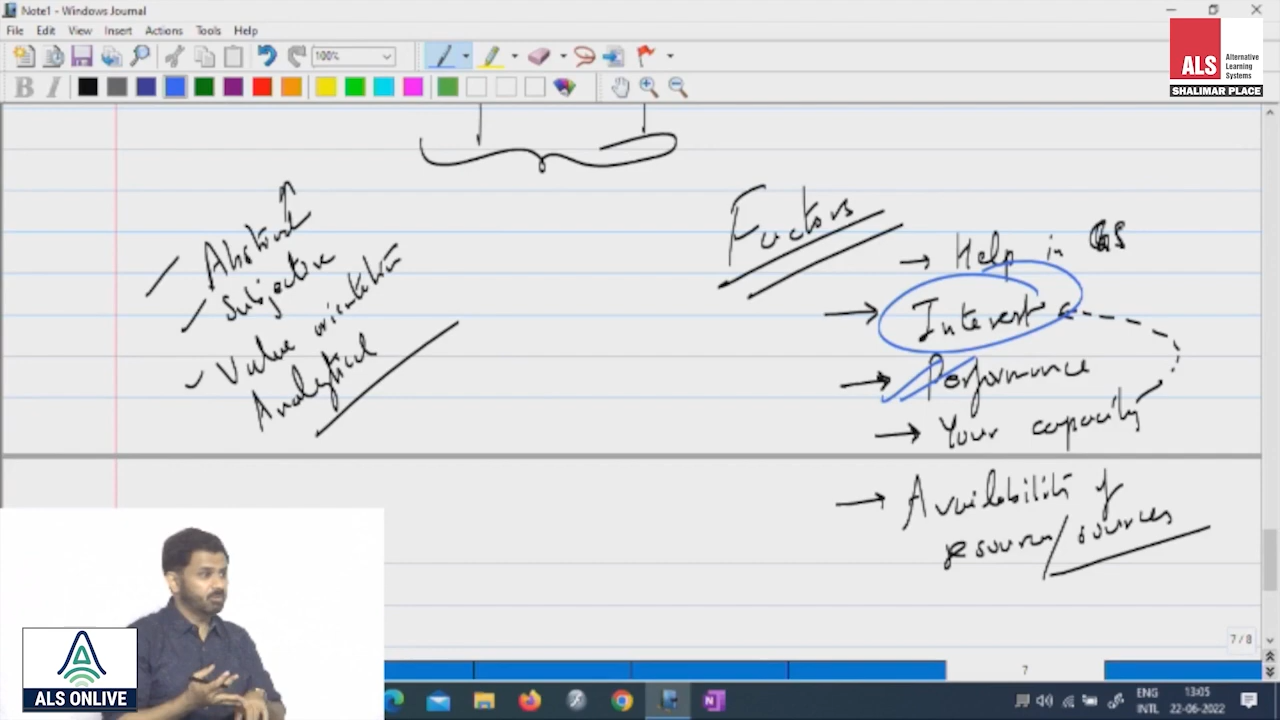 Note1 - Windows Journal
File Edit View Insert Actions Tools Help
100%
B I
ALS
Alternative
Learning
Systems
SHALIMAR PLACE
Factors
→ Help in GS
→ Interest
→ Performance
→ Your capacity
→ Availability of
resources/sources
Abstract ↑
Subjective
Value orientation
Analytical
7 / 8
7
ALS ONLIVE
ENG
INTL
13:05
22-06-2022